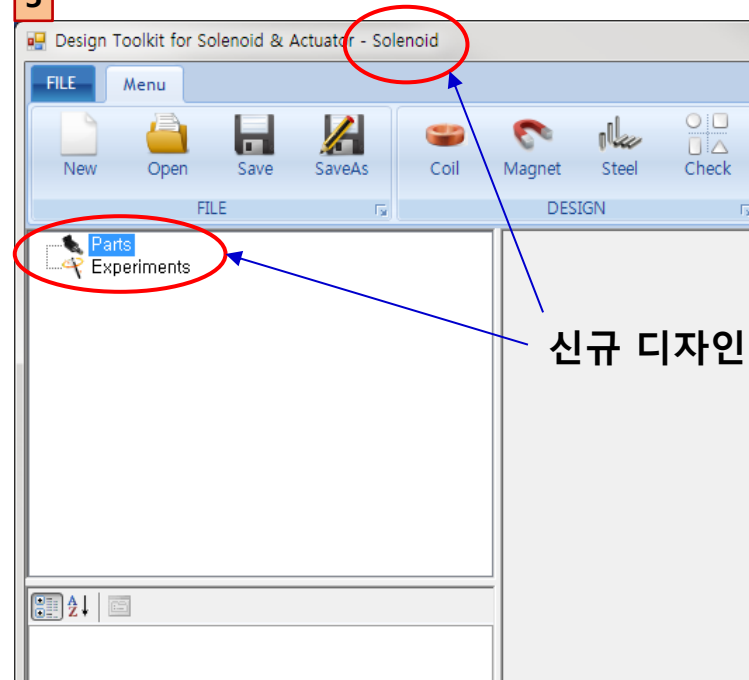 Design Toolkit for Solenoid & Actuator - Solenoid
FILE Menu
New Open Save SaveAs Coil Magnet Steel Check
FILE DESIGN
Parts
Experiments
신규 디자인